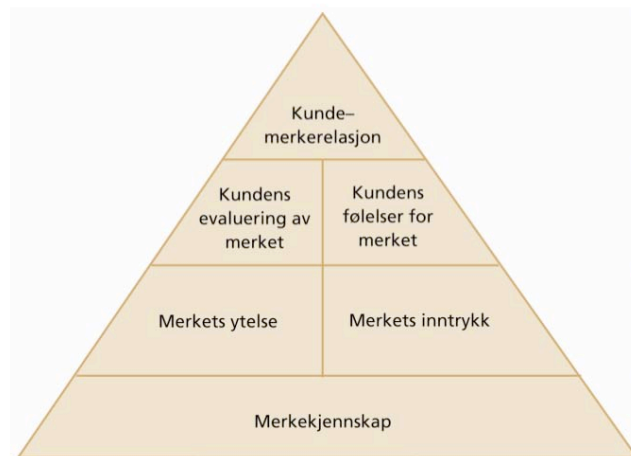 Kunde–
merkerelasjon
Kundens
evaluering av
merket
Kundens
følelser for
merket
Merkets ytelse
Merkets inntrykk
Merkekjennskap